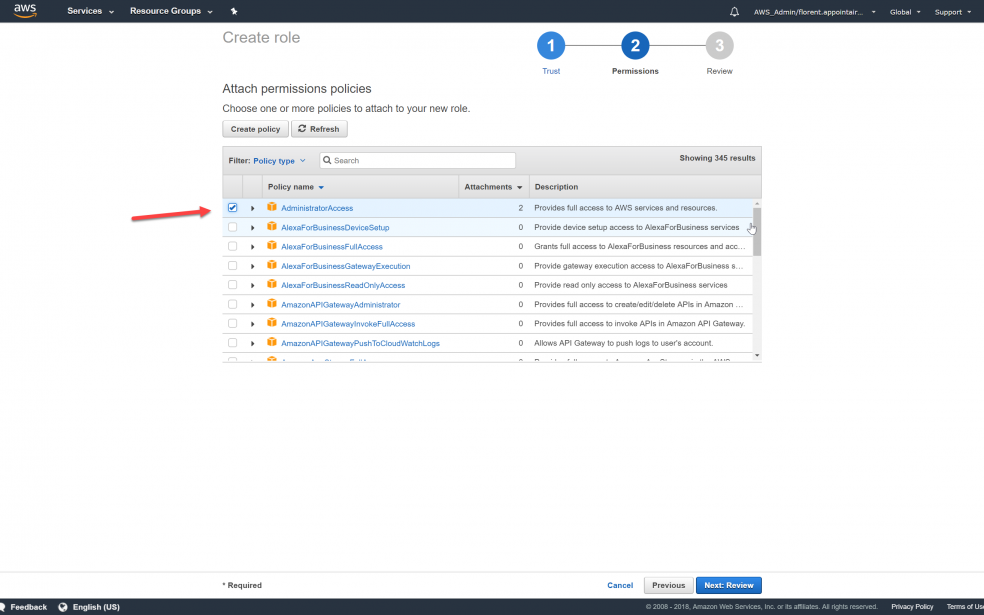 aws Services Resource Groups AWS_Admin/florent.appointair... Global Support
Create role
1 2 3
Trust Permissions Review
Attach permissions policies
Choose one or more policies to attach to your new role.
Create policy Refresh
Filter: Policy type Search Showing 345 results
Policy name Attachments Description
AdministratorAccess 2 Provides full access to AWS services and resources.
AlexaForBusinessDeviceSetup 0 Provide device setup access to AlexaForBusiness services
AlexaForBusinessFullAccess 0 Grants full access to AlexaForBusiness resources and acc...
AlexaForBusinessGatewayExecution 0 Provide gateway execution access to AlexaForBusiness s...
AlexaForBusinessReadOnlyAccess 0 Provide read only access to AlexaForBusiness services
AmazonAPIGatewayAdministrator 0 Provides full access to create/edit/delete APIs in Amazon ...
AmazonAPIGatewayInvokeFullAccess 0 Provides full access to invoke APIs in Amazon API Gateway.
AmazonAPIGatewayPushToCloudWatchLogs 0 Allows API Gateway to push logs to user's account.
* Required Cancel Previous Next: Review
Feedback English (US) © 2008 - 2018, Amazon Web Services, Inc. or its affiliates. All rights reserved. Privacy Policy Terms of Us